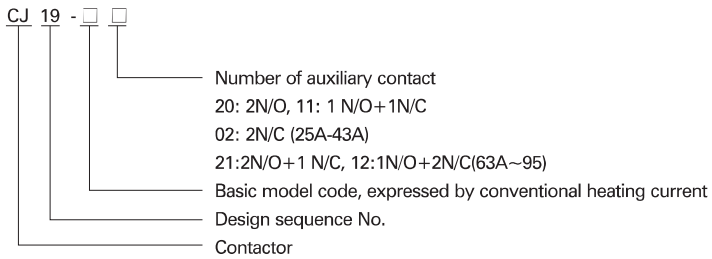 CJ 19 - □ □
Number of auxiliary contact
20: 2N/O, 11: 1 N/O+1N/C
02: 2N/C (25A-43A)
21:2N/O+1 N/C, 12:1N/O+2N/C(63A~95)
Basic model code, expressed by conventional heating current
Design sequence No.
Contactor